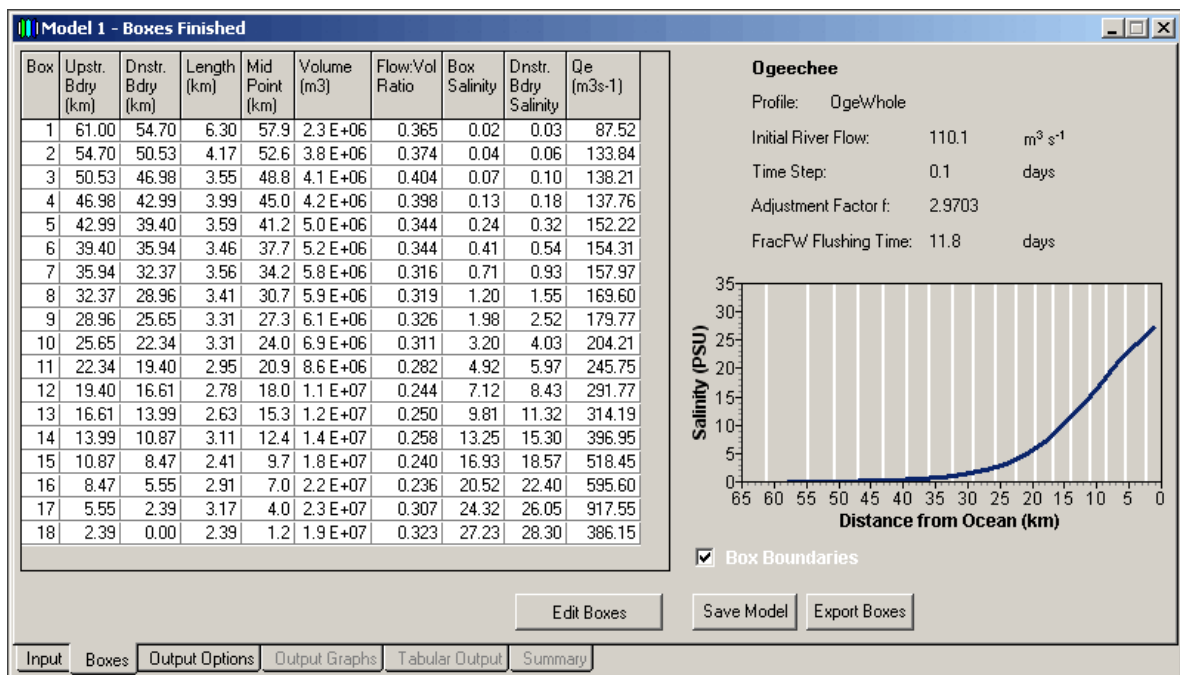 Model 1 - Boxes Finished
Box Upstr. Bdry (km) Dnstr. Bdry (km) Length (km) Mid Point (km) Volume (m3) Flow:Vol Ratio Box Salinity Dnstr. Bdry Salinity Qe (m3s-1)
1 61.00 54.70 6.30 57.9 2.3 E+06 0.365 0.02 0.03 87.52
2 54.70 50.53 4.17 52.6 3.8 E+06 0.374 0.04 0.06 133.84
3 50.53 46.98 3.55 48.8 4.1 E+06 0.404 0.07 0.10 138.21
4 46.98 42.99 3.99 45.0 4.2 E+06 0.398 0.13 0.18 137.76
5 42.99 39.40 3.59 41.2 5.0 E+06 0.344 0.24 0.32 152.22
6 39.40 35.94 3.46 37.7 5.2 E+06 0.344 0.41 0.54 154.31
7 35.94 32.37 3.56 34.2 5.8 E+06 0.316 0.71 0.93 157.97
8 32.37 28.96 3.41 30.7 5.9 E+06 0.319 1.20 1.55 169.60
9 28.96 25.65 3.31 27.3 6.1 E+06 0.326 1.98 2.52 179.77
10 25.65 22.34 3.31 24.0 6.9 E+06 0.311 3.20 4.03 204.21
11 22.34 19.40 2.95 20.9 8.6 E+06 0.282 4.92 5.97 245.75
12 19.40 16.61 2.78 18.0 1.1 E+07 0.244 7.12 8.43 291.77
13 16.61 13.99 2.63 15.3 1.2 E+07 0.250 9.81 11.32 314.19
14 13.99 10.87 3.11 12.4 1.4 E+07 0.258 13.25 15.30 396.95
15 10.87 8.47 2.41 9.7 1.8 E+07 0.240 16.93 18.57 518.45
16 8.47 5.55 2.91 7.0 2.2 E+07 0.236 20.52 22.40 595.60
17 5.55 2.39 3.17 4.0 2.3 E+07 0.307 24.32 26.05 917.55
18 2.39 0.00 2.39 1.2 1.9 E+07 0.323 27.23 28.30 386.15
Ogeechee
Profile: OgeWhole
Initial River Flow: 110.1 m³ s⁻¹
Time Step: 0.1 days
Adjustment Factor f: 2.9703
FracFW Flushing Time: 11.8 days
Salinity (PSU)
35
30
25
20
15
10
5
0
65 60 55 50 45 40 35 30 25 20 15 10 5 0
Distance from Ocean (km)
Box Boundaries
Edit Boxes Save Model Export Boxes
Input Boxes Output Options Output Graphs Tabular Output Summary